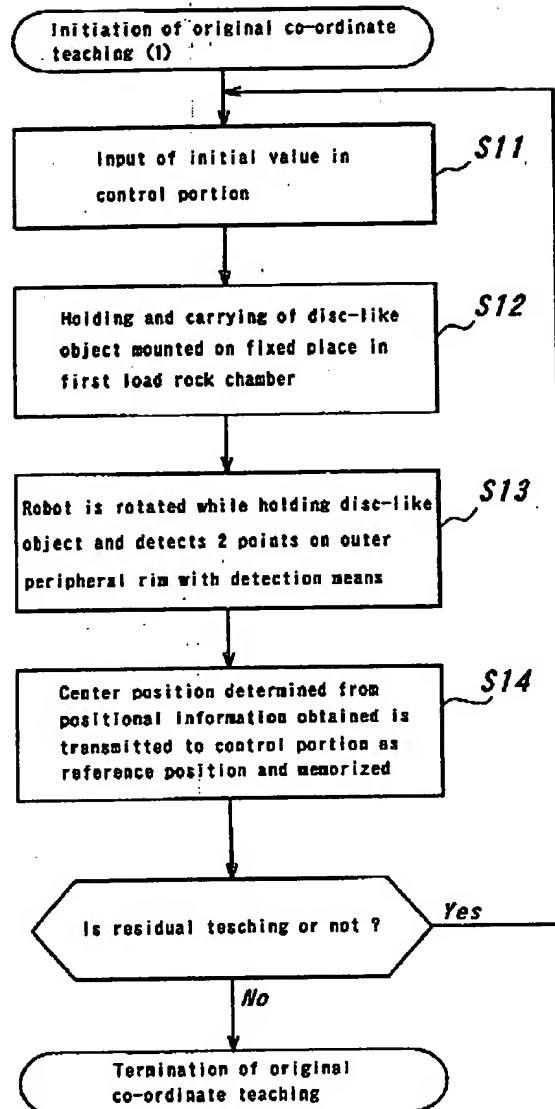 Initiation of original co-ordinate
teaching (1)
Input of initial value in
control portion
S11
Holding and carrying of disc-like
object mounted on fixed place in
first load rock chamber
S12
Robot is rotated while holding disc-like
object and detects 2 points on outer
peripheral rim with detection means
S13
Center position determined from
positional information obtained is
transmitted to control portion as
reference position and memorized
S14
Is residual teaching or not ?
Yes
No
Termination of original
co-ordinate teaching